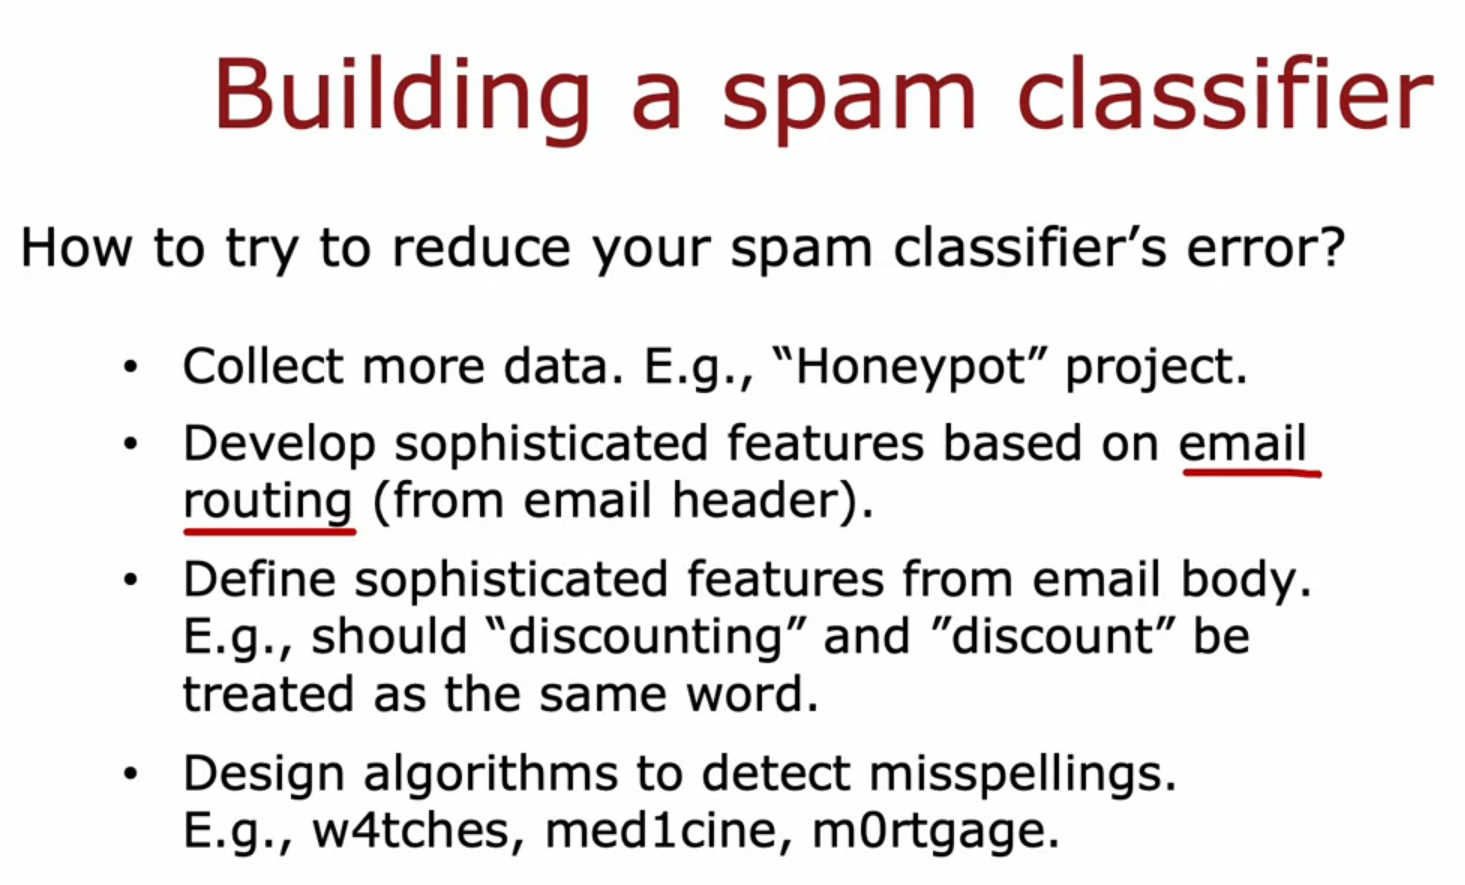 Building a spam classifier
How to try to reduce your spam classifier’s error?
• Collect more data. E.g., “Honeypot” project.
• Develop sophisticated features based on email
routing (from email header).
• Define sophisticated features from email body.
E.g., should “discounting” and ”discount” be
treated as the same word.
• Design algorithms to detect misspellings.
E.g., w4tches, med1cine, m0rtgage.